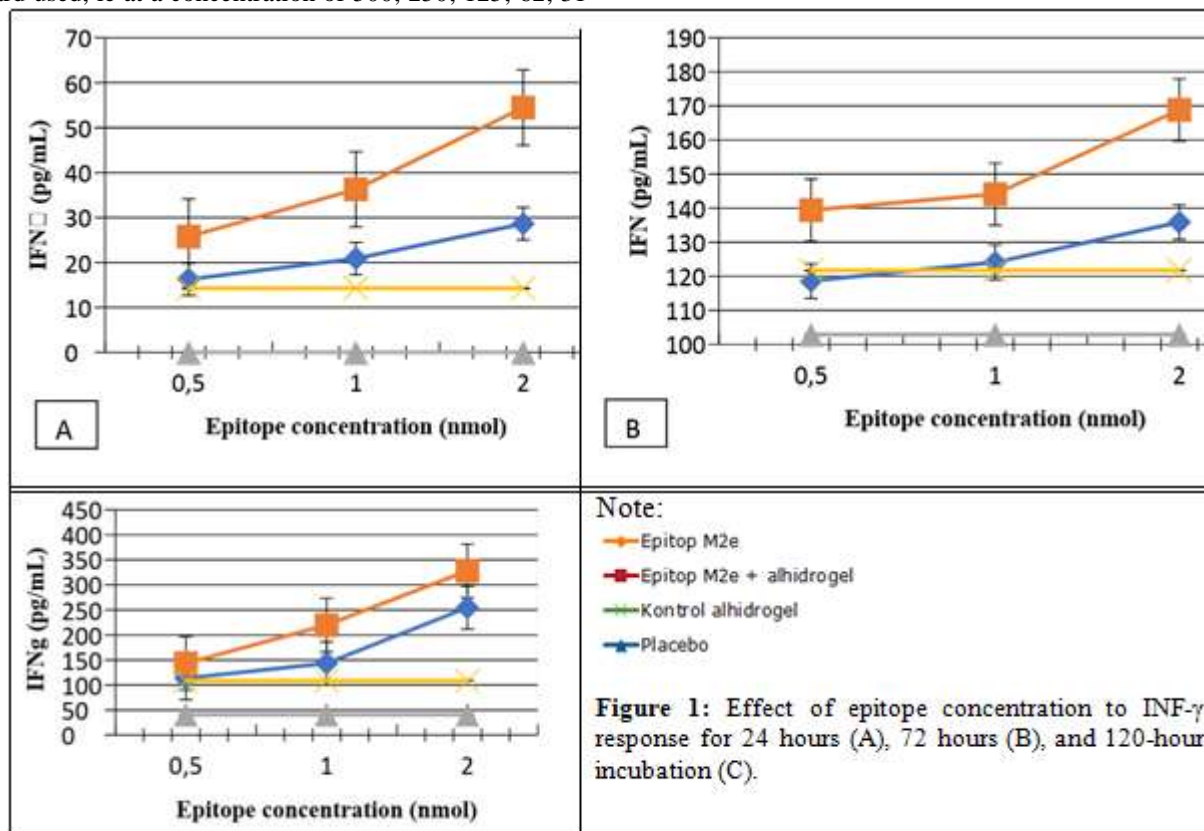 70
60
50
40
30
20
10
0
IFN□ (pg/mL)
0,5 1 2
Epitope concentration (nmol)
A
190
180
170
160
150
140
130
120
110
100
IFN (pg/mL)
0,5 1 2
Epitope concentration (nmol)
B
450
400
350
300
250
200
150
100
50
0
IFNg (pg/mL)
0,5 1 2
Epitope concentration (nmol)
Note:
Epitop M2e
Epitop M2e + alhidrogel
Kontrol alhidrogel
Placebo
Figure 1: Effect of epitope concentration to INF-γ
response for 24 hours (A), 72 hours (B), and 120-hour
incubation (C).